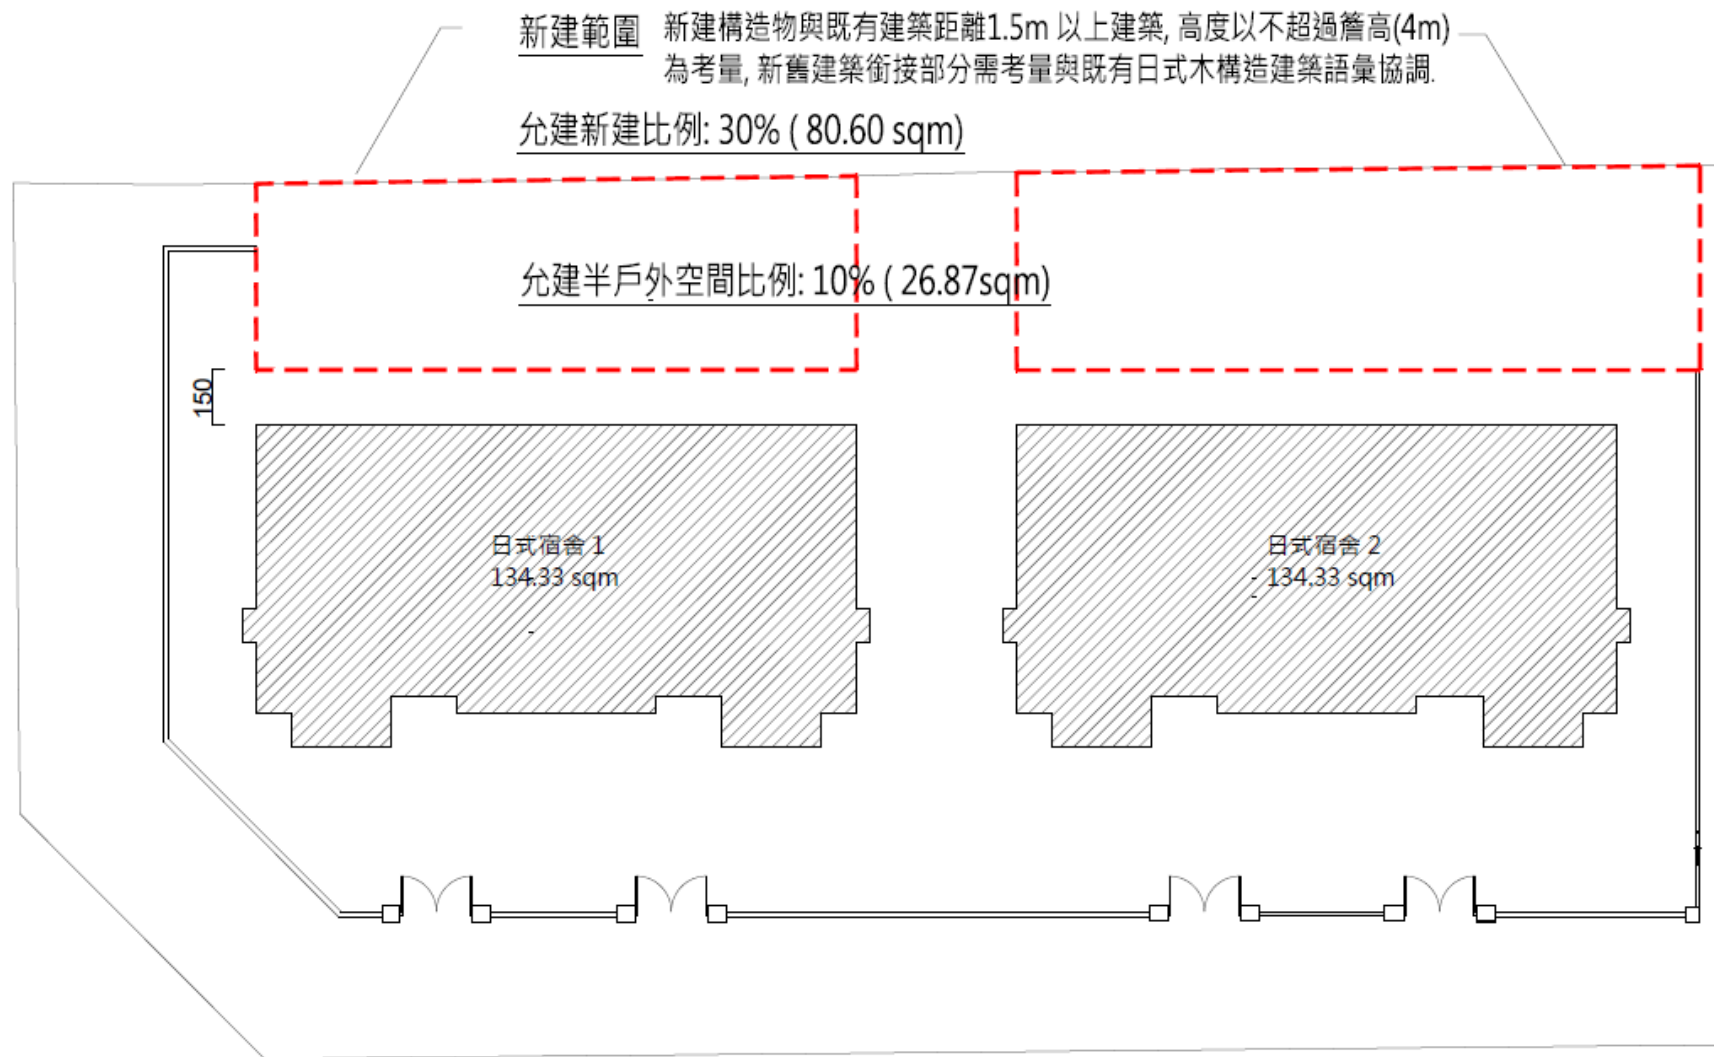 新建範圍 新建構造物與既有建築距離1.5m 以上建築, 高度以不超過簷高(4m)
為考量, 新舊建築銜接部分需考量與既有日式木構造建築語彙協調.
允建新建比例: 30% ( 80.60 sqm)
允建半戶外空間比例: 10% ( 26.87sqm)
150
日式宿舍 1
134.33 sqm
日式宿舍 2
134.33 sqm